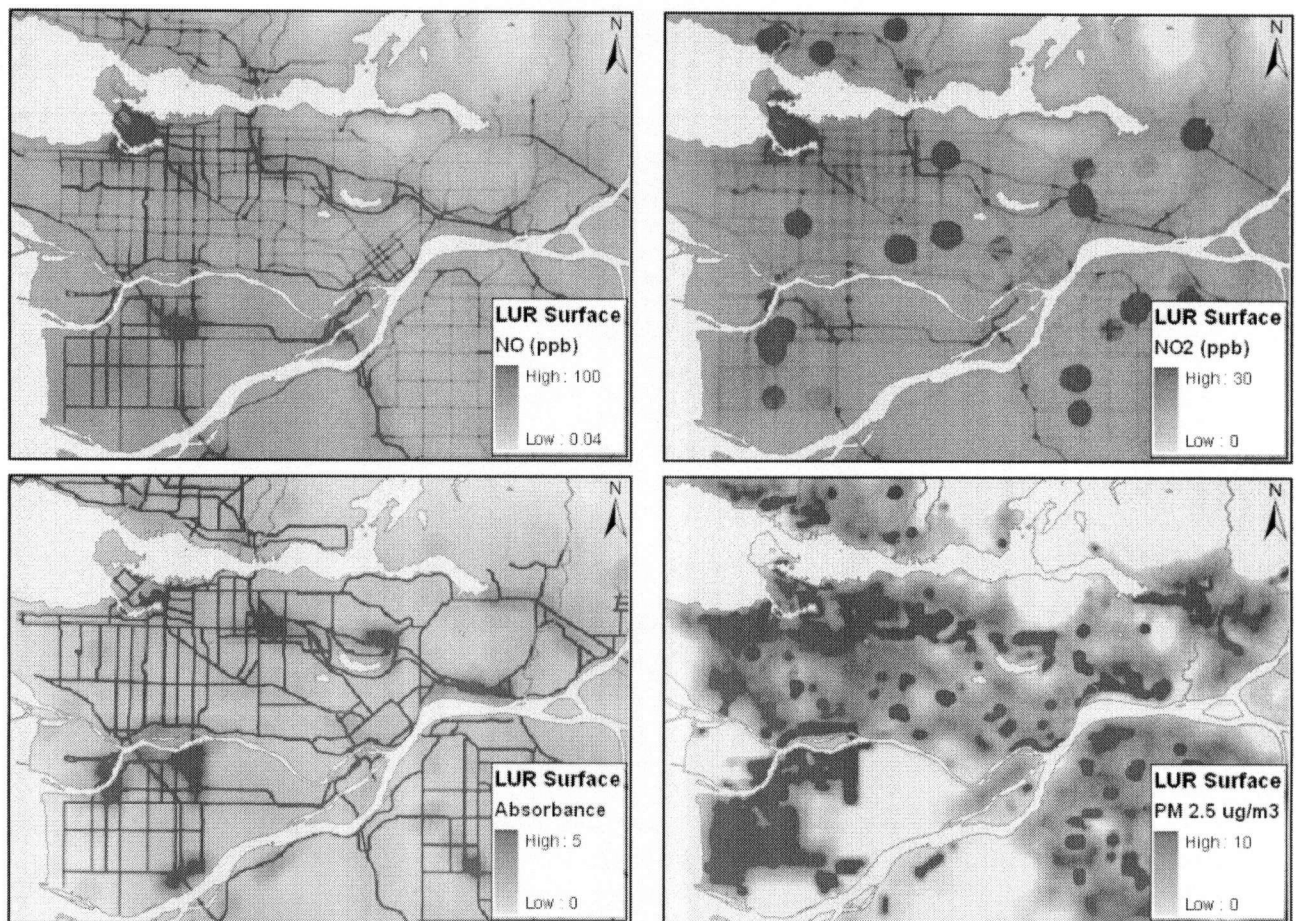 N
LUR Surface
NO (ppb)
High : 100
Low : 0.04
N
LUR Surface
NO2 (ppb)
High : 30
Low : 0
N
LUR Surface
Absorbance
High : 5
Low : 0
N
LUR Surface
PM 2.5 ug/m3
High : 10
Low : 0